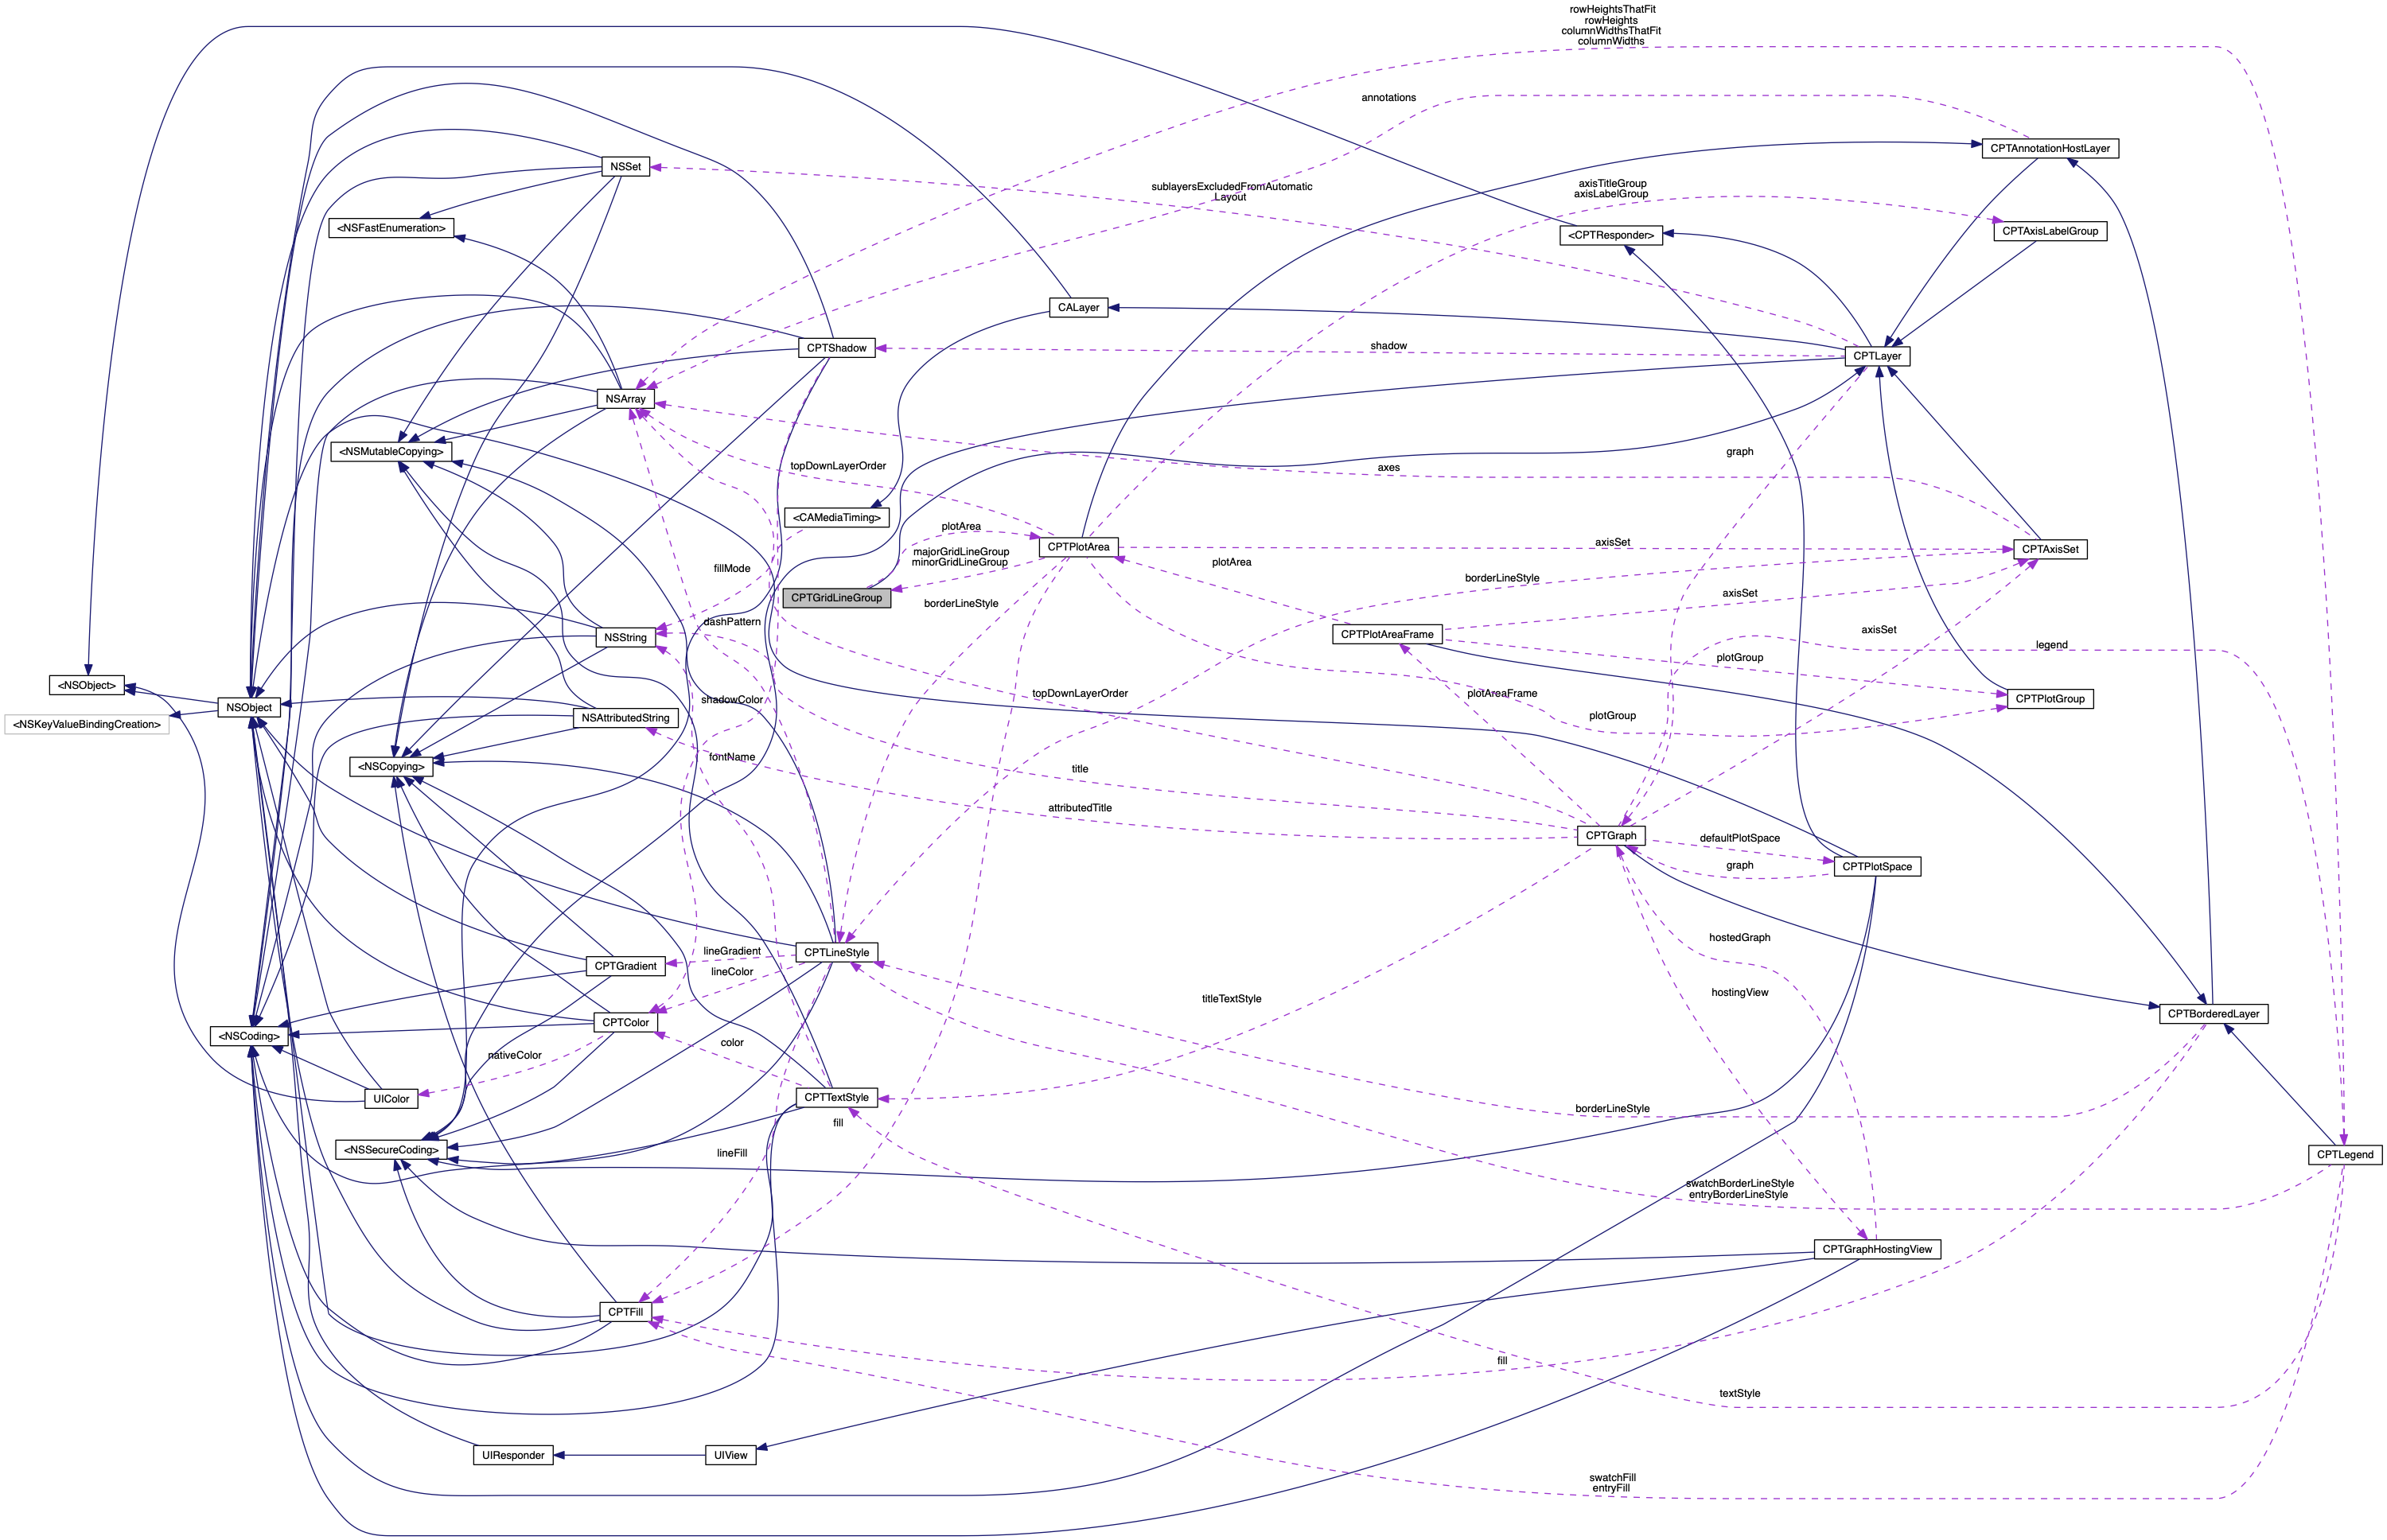 rowHeightsThatFit
rowHeights
columnWidthsThatFit
columnWidths
annotations
CPTAnnotationHostLayer
NSSet
sublayersExcludedFromAutomatic
Layout
axisTitleGroup
axisLabelGroup
<NSFastEnumeration>
<CPTResponder>
CPTAxisLabelGroup
CALayer
CPTShadow
shadow
CPTLayer
NSArray
<NSMutableCopying>
graph
topDownLayerOrder
axes
<CAMediaTiming>
plotArea
CPTPlotArea
axisSet
CPTAxisSet
majorGridLineGroup
minorGridLineGroup
plotArea
fillMode
borderLineStyle
CPTGridLineGroup
borderLineStyle
axisSet
dashPattern
NSString
CPTPlotAreaFrame
axisSet
legend
plotGroup
<NSObject>
NSObject
shadowColor
topDownLayerOrder
plotAreaFrame
CPTPlotGroup
<NSKeyValueBindingCreation>
NSAttributedString
plotGroup
<NSCopying>
fontName
title
attributedTitle
CPTGraph
defaultPlotSpace
graph
CPTPlotSpace
CPTLineStyle
lineGradient
hostedGraph
CPTGradient
lineColor
hostingView
titleTextStyle
CPTBorderedLayer
CPTColor
<NSCoding>
nativeColor
color
UIColor
CPTTextStyle
fill
borderLineStyle
<NSSecureCoding>
lineFill
CPTLegend
swatchBorderLineStyle
entryBorderLineStyle
CPTGraphHostingView
CPTFill
fill
textStyle
UIResponder
UIView
swatchFill
entryFill